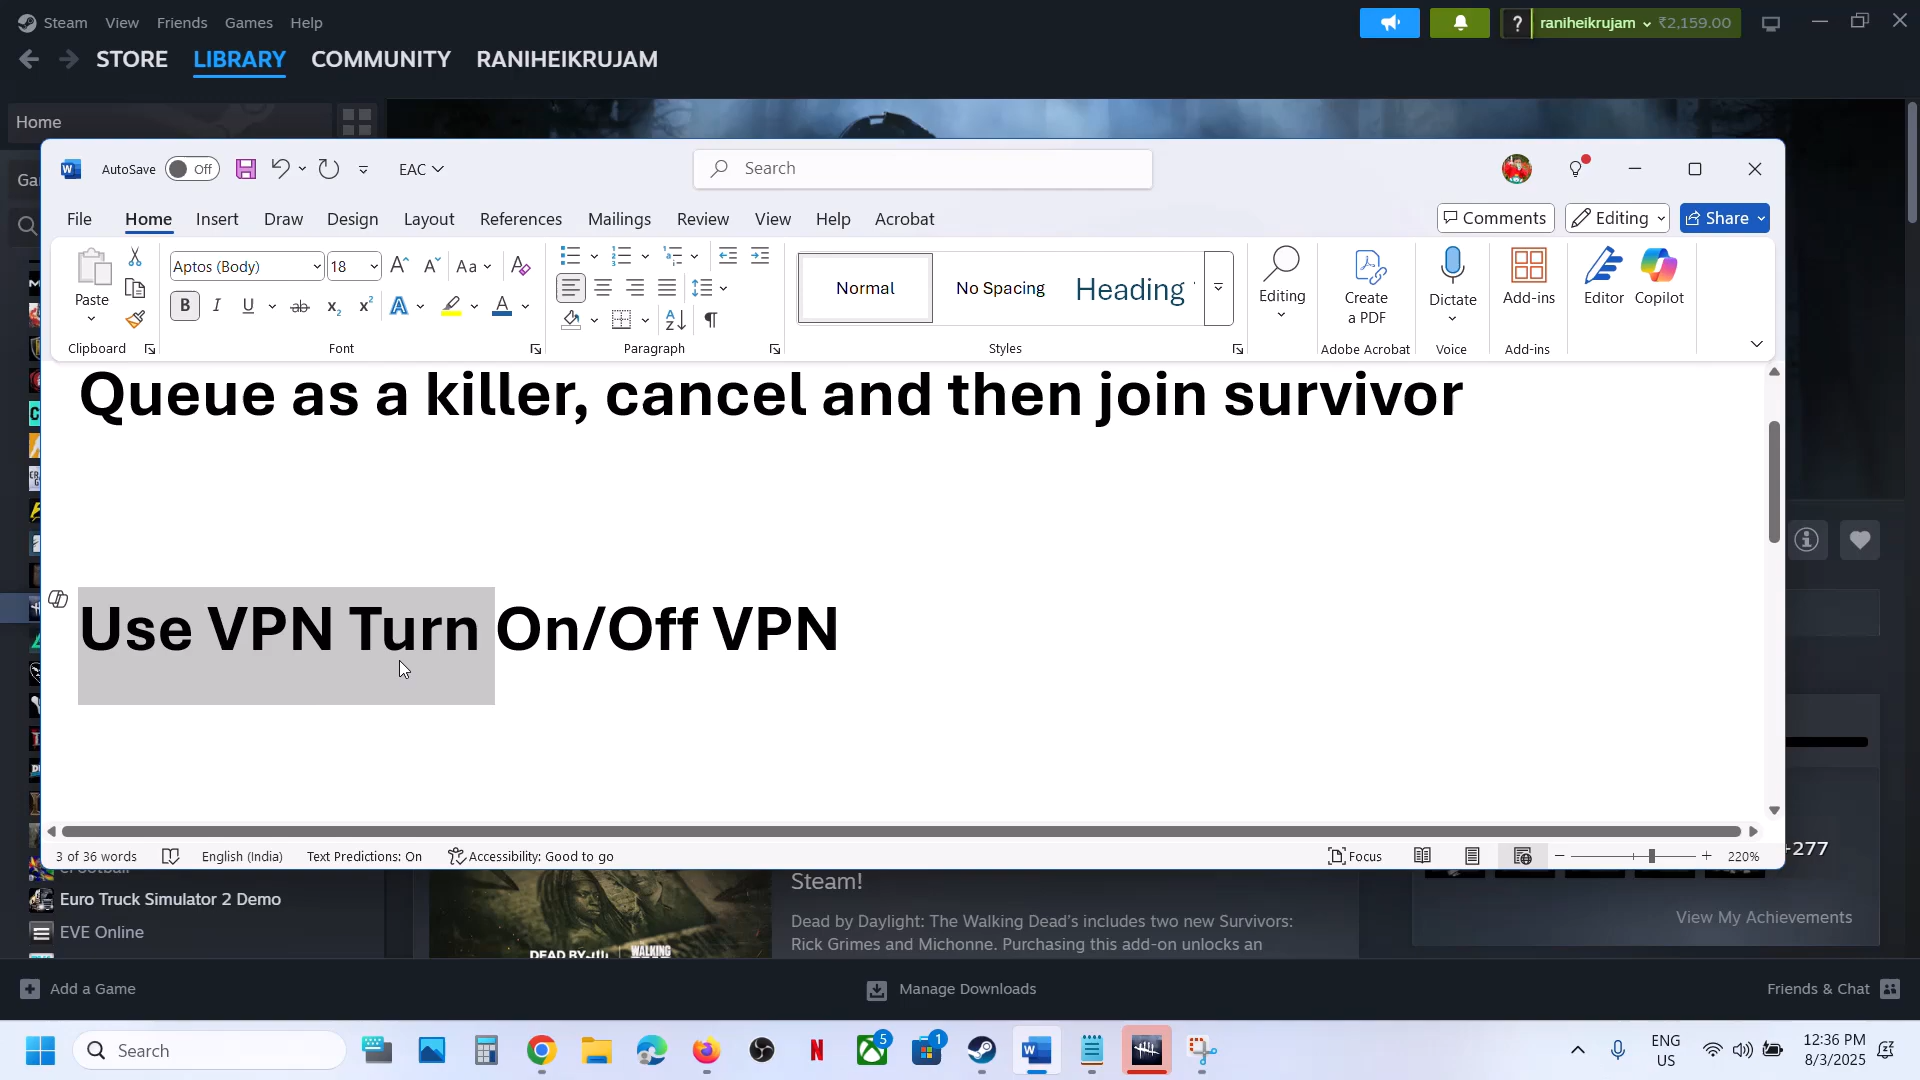 Steam View Friends Games Help
raniheikrujam ₹2,159.00
STORE LIBRARY COMMUNITY RANIHEIKRUJAM
Home
AutoSave Off EAC Search
File Home Insert Draw Design Layout References Mailings Review View Help Acrobat Comments Editing Share
Paste Aptos (Body) 18 Normal No Spacing Heading Editing Create a PDF Dictate Add-ins Editor Copilot
Clipboard Font Paragraph Styles Adobe Acrobat Voice Add-ins
Queue as a killer, cancel and then join survivor
Use VPN Turn On/Off VPN
3 of 36 words English (India) Text Predictions: On Accessibility: Good to go Focus 220%
+277
Steam!
Euro Truck Simulator 2 Demo
Dead by Daylight: The Walking Dead's includes two new Survivors:
View My Achievements
EVE Online
Rick Grimes and Michonne. Purchasing this add-on unlocks an
DEAD BY WALKING
Add a Game Manage Downloads Friends & Chat
Search 5 1 ENG US 12:36 PM 8/3/2025